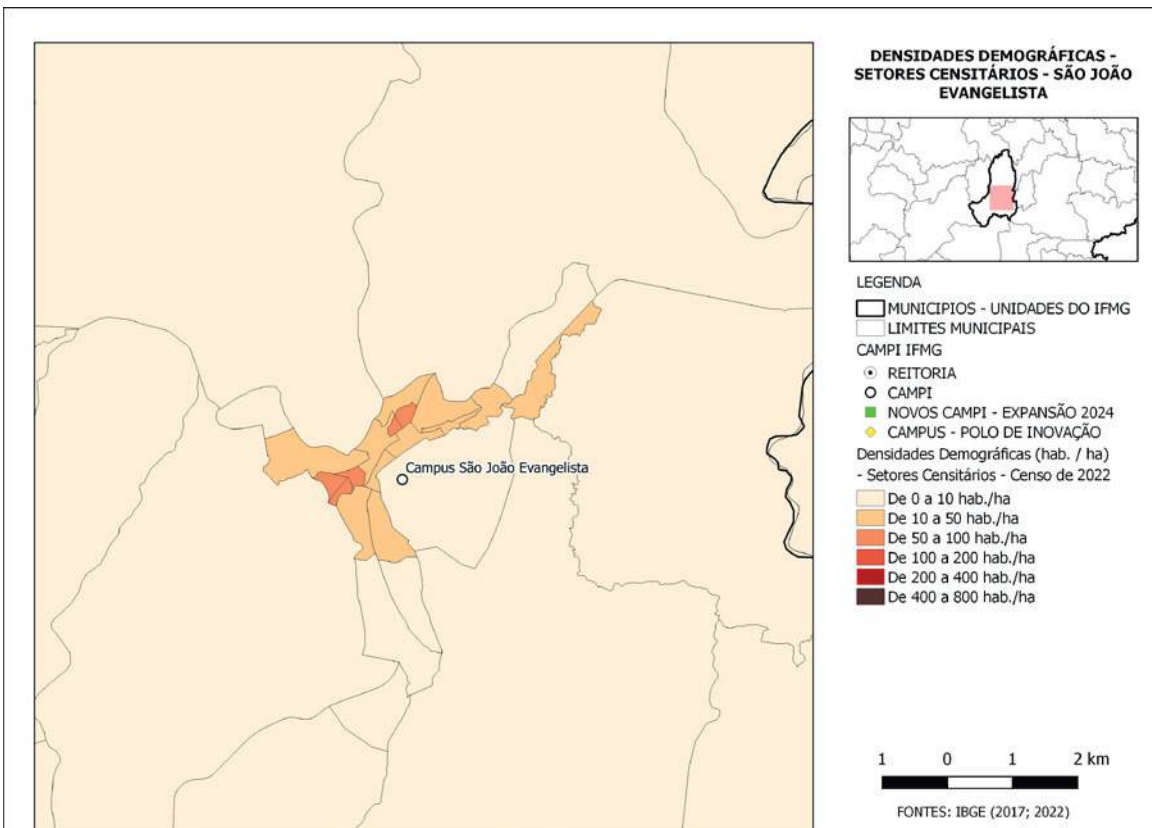 DENSIDADES DEMOGRÁFICAS -
SETORES CENSITÁRIOS - SÃO JOÃO
EVANGELISTA
LEGENDA
MUNICIPIOS - UNIDADES DO IFMG
LIMITES MUNICIPAIS
CAMPI IFMG
REITORIA
CAMPI
NOVOS CAMPI - EXPANSÃO 2024
CAMPUS - POLO DE INOVAÇÃO
Densidades Demográficas (hab. / ha)
- Setores Censitários - Censo de 2022
De 0 a 10 hab./ha
De 10 a 50 hab./ha
De 50 a 100 hab./ha
De 100 a 200 hab./ha
De 200 a 400 hab./ha
De 400 a 800 hab./ha
Campus São João Evangelista
1 0 1 2 km
FONTES: IBGE (2017; 2022)